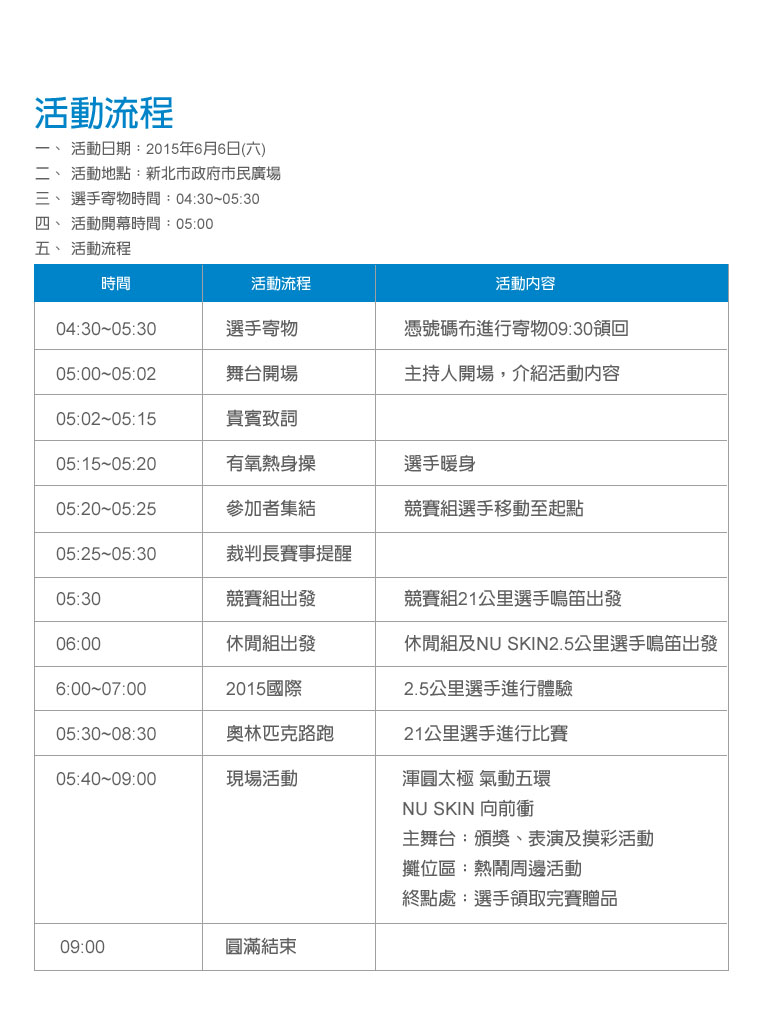 活動流程
一、 活動日期：2015年6月6日(六)
二、 活動地點：新北市政府市民廣場
三、 選手寄物時間：04:30~05:30
四、 活動開幕時間：05:00
五、 活動流程
時間 活動流程 活動內容
04:30~05:30 選手寄物 憑號碼布進行寄物09:30領回
05:00~05:02 舞台開場 主持人開場，介紹活動內容
05:02~05:15 貴賓致詞
05:15~05:20 有氧熱身操 選手暖身
05:20~05:25 參加者集結 競賽組選手移動至起點
05:25~05:30 裁判長賽事提醒
05:30 競賽組出發 競賽組21公里選手鳴笛出發
06:00 休閒組出發 休閒組及NU SKIN2.5公里選手鳴笛出發
6:00~07:00 2015國際 2.5公里選手進行體驗
05:30~08:30 奧林匹克路跑 21公里選手進行比賽
05:40~09:00 現場活動 渾圓太極 氣動五環
NU SKIN 向前衝
主舞台：頒獎、表演及摸彩活動
攤位區：熱鬧周邊活動
終點處：選手領取完賽贈品
09:00 圓滿結束